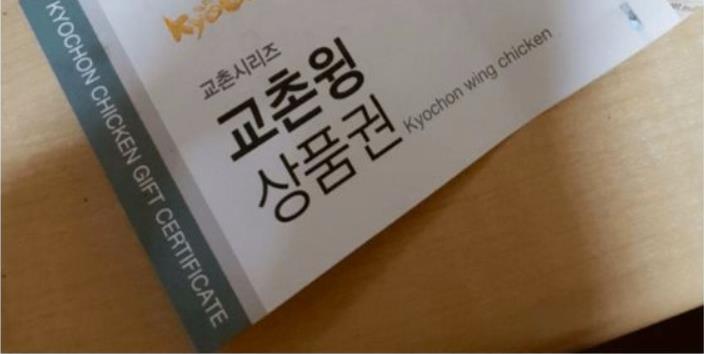 KYOCHON CHICKEN GIFT CERTIFICATE
교촌시리즈
교촌윙
상품권 Kyochon wing chicken